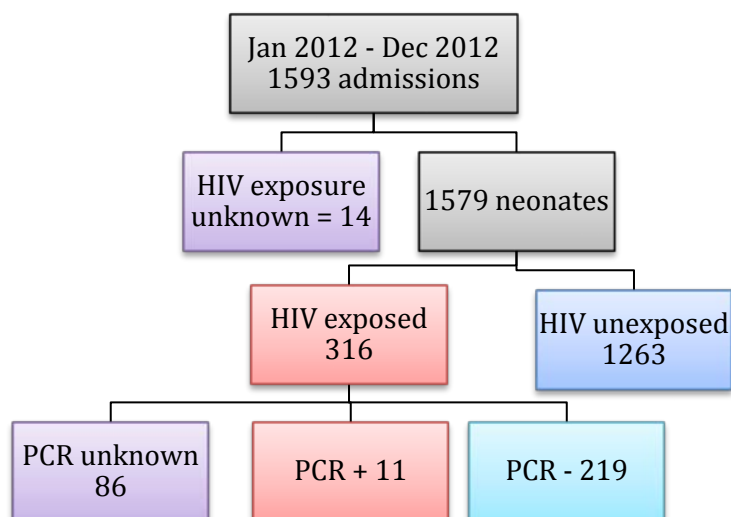 Jan 2012 - Dec 2012
1593 admissions
HIV exposure
unknown = 14
1579 neonates
HIV exposed
316
HIV unexposed
1263
PCR unknown
86
PCR + 11
PCR - 219